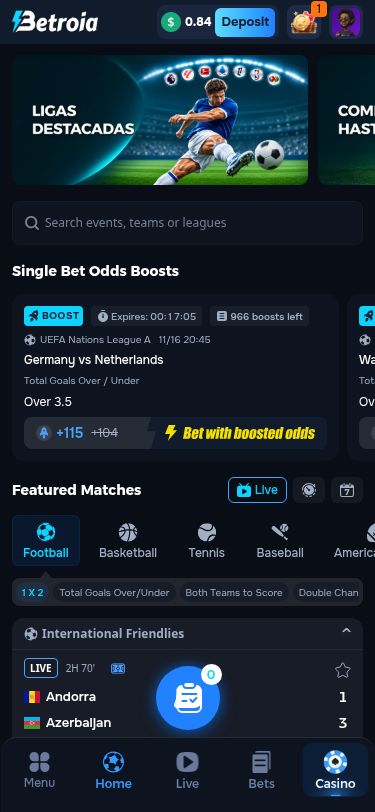 Betroia
$ 0.84 Deposit
1
LIGAS
DESTACADAS
Search events, teams or leagues
Single Bet Odds Boosts
BOOST Expires: 00:17:05 966 boosts left
UEFA Nations League A 11/16 20:45
Germany vs Netherlands
Total Goals Over / Under
Over 3.5
+115 +104 Bet with boosted odds
Featured Matches Live 7
Football Basketball Tennis Baseball
1 X 2 Total Goals Over/Under Both Teams to Score Double Chan
International Friendlies
LIVE 2H 70'
0
Andorra 1
Azerbaijan 3
Menu Home Live Bets Casino